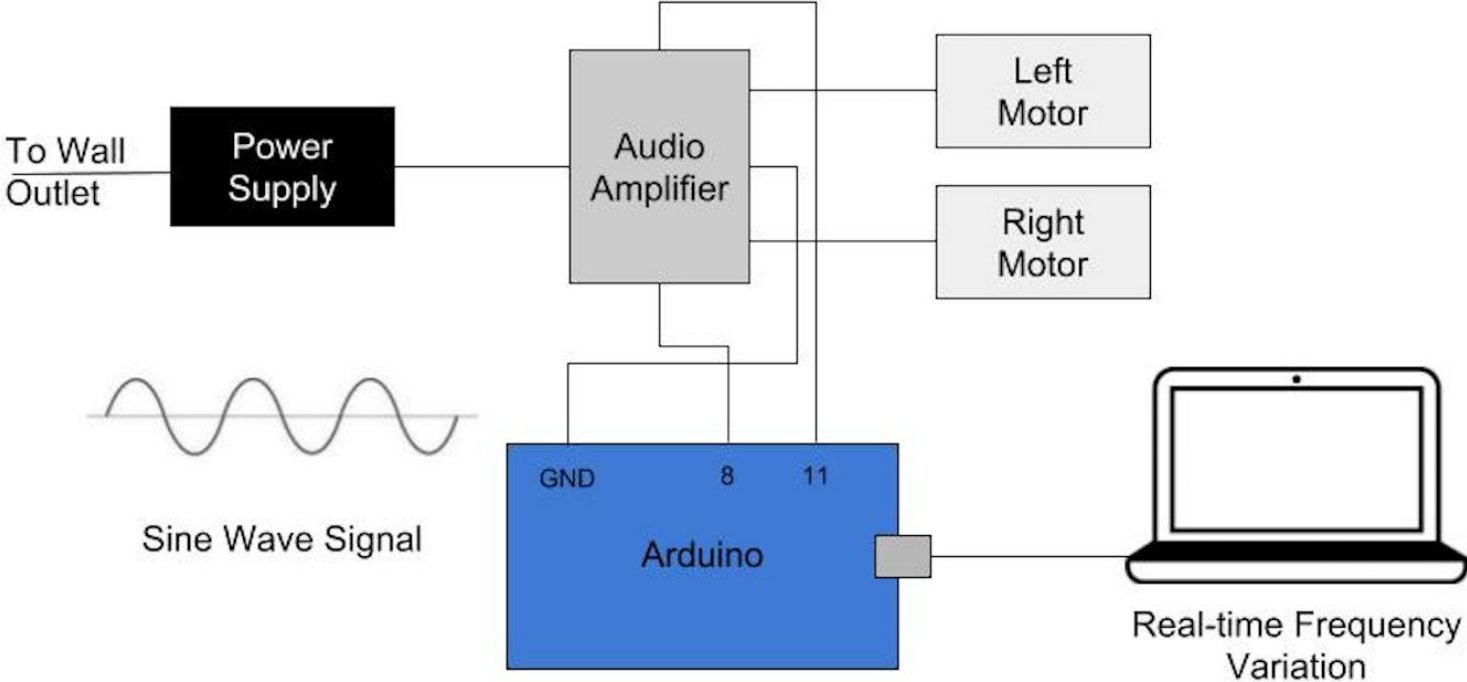 To Wall
Outlet
Power
Supply
Audio
Amplifier
Left
Motor
Right
Motor
Sine Wave Signal
GND
8
11
Arduino
Real-time Frequency
Variation